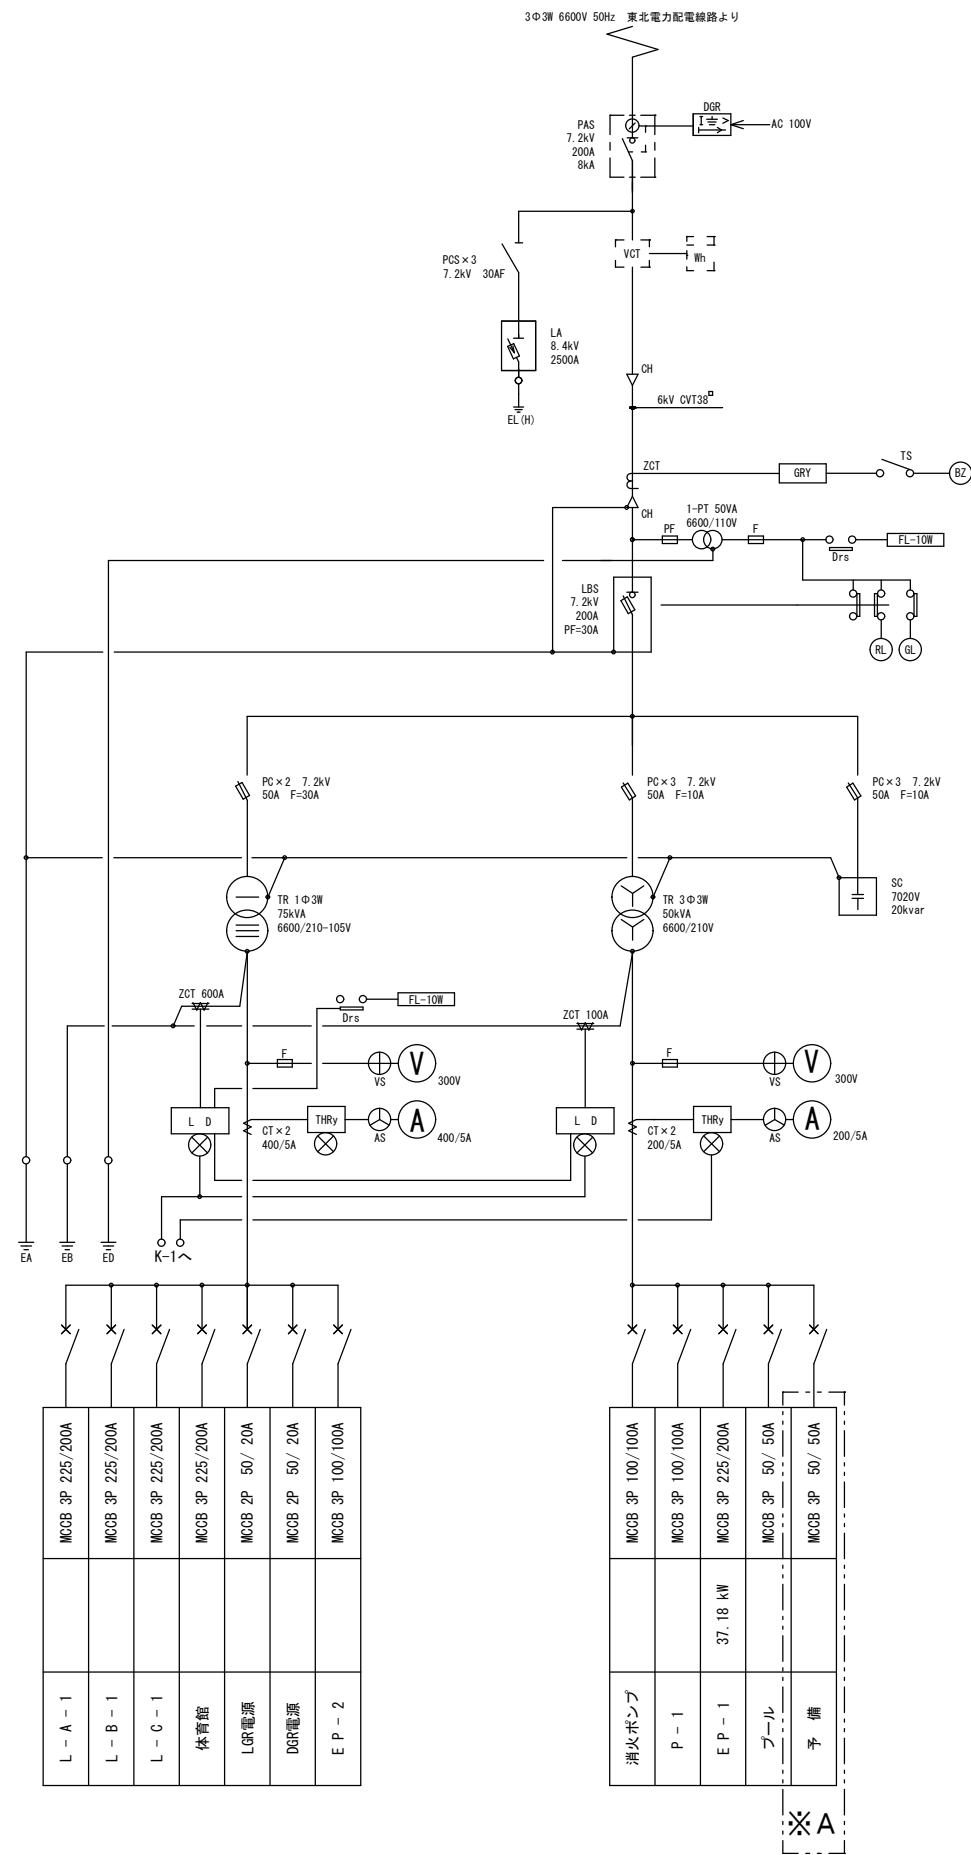 3Φ3W 6600V 50Hz 東北電力配電線路より
DGR
I ⏚ >
AC 100V
PAS
7.2kV
200A
8kA
PCS×3
7.2kV 30AF
VCT
Wh
LA
8.4kV
2500A
EL(H)
CH
6kV CVT38□
ZCT
GRY
TS
BZ
CH
1-PT 50VA
6600/110V
PF
F
Drs
FL-10W
LBS
7.2kV
200A
PF=30A
RL
GL
PC×2 7.2kV
50A F=30A
PC×3 7.2kV
50A F=10A
PC×3 7.2kV
50A F=10A
TR 1Φ3W
75kVA
6600/210-105V
TR 3Φ3W
50kVA
6600/210V
SC
7020V
20kvar
ZCT 600A
FL-10W
Drs
ZCT 100A
F
VS
V
300V
F
VS
V
300V
L D
CT×2
400/5A
THRy
AS
A
400/5A
L D
CT×2
200/5A
THRy
AS
A
200/5A
EA
EB
ED
K-1へ
MCCB 3P 225/200A
L-A-1
MCCB 3P 225/200A
L-B-1
MCCB 3P 225/200A
L-C-1
MCCB 3P 225/200A
体育館
MCCB 2P 50/ 20A
LGR電源
MCCB 2P 50/ 20A
DGR電源
MCCB 3P 100/100A
EP-2
MCCB 3P 100/100A
消火ポンプ
MCCB 3P 100/100A
P-1
MCCB 3P 225/200A
37.18 kW
EP-1
MCCB 3P 50/ 50A
プール
MCCB 3P 50/ 50A
予 備
※A